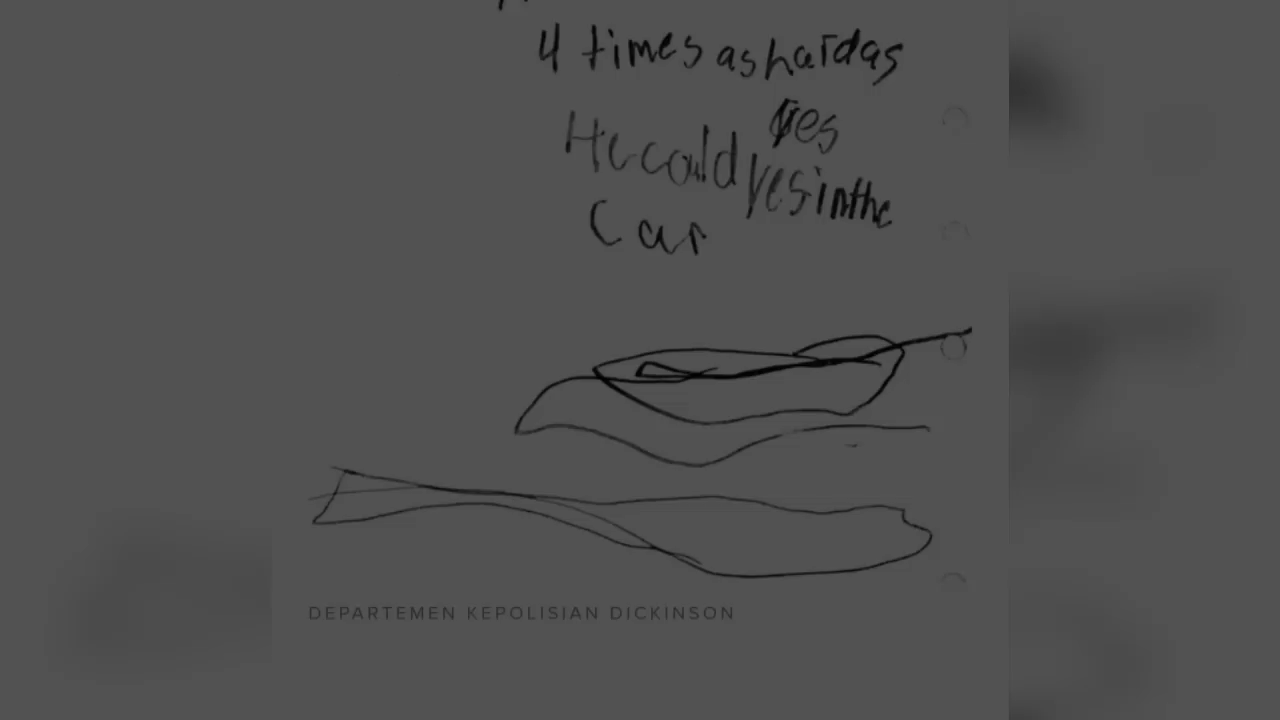 4 times as hard as
yes
He could yes in the
Car
DEPARTEMEN KEPOLISIAN DICKINSON